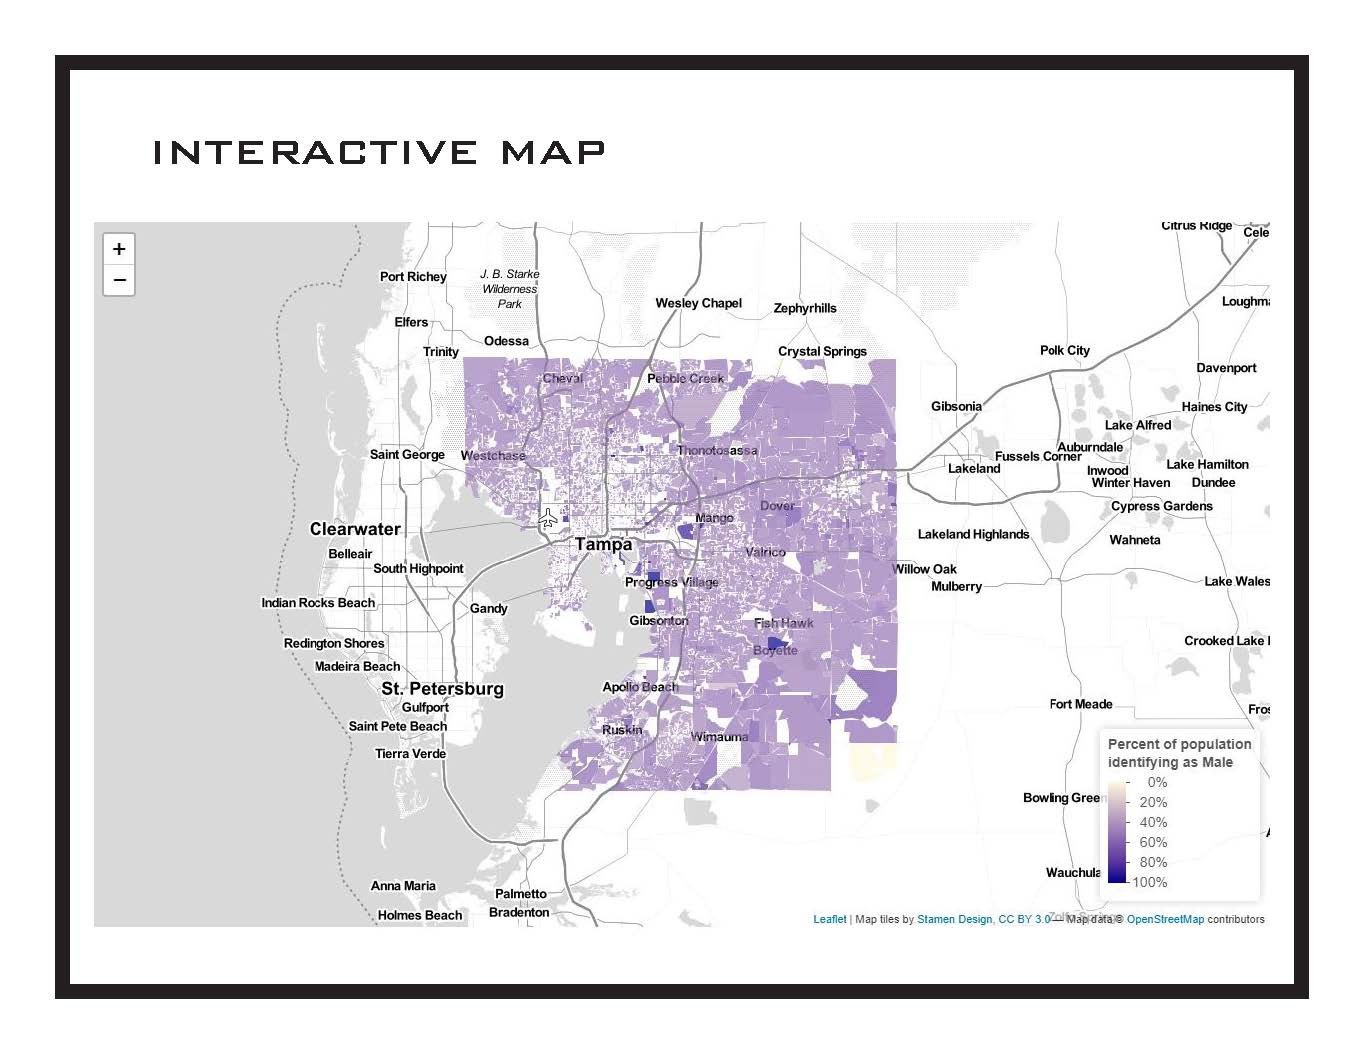 INTERACTIVE MAP
+
−
Citrus Ridge
Cele
Port Richey
J. B. Starke
Wilderness
Park
Wesley Chapel
Zephyrhills
Loughma
Elfers
Odessa
Trinity
Crystal Springs
Polk City
Davenport
Cheval
Pebble Creek
Gibsonia
Haines City
Lake Alfred
Saint George
Westchase
Thonotosassa
Auburndale
Fussels Corner
Lakeland
Inwood
Lake Hamilton
Winter Haven
Dundee
Dover
Cypress Gardens
Mango
Clearwater
Lakeland Highlands
Wahneta
Tampa
Belleair
Valrico
South Highpoint
Willow Oak
Progress Village
Mulberry
Lake Wales
Indian Rocks Beach
Gandy
Gibsonton
Fish Hawk
Redington Shores
Boyette
Crooked Lake
Madeira Beach
St. Petersburg
Apollo Beach
Gulfport
Fort Meade
Fros
Saint Pete Beach
Ruskin
Wimauma
Tierra Verde
Percent of population
identifying as Male
0%
20%
40%
60%
80%
100%
Bowling Green
Wauchula
Anna Maria
Palmetto
Holmes Beach
Bradenton
Leaflet | Map tiles by Stamen Design, CC BY 3.0 — Map data © OpenStreetMap contributors